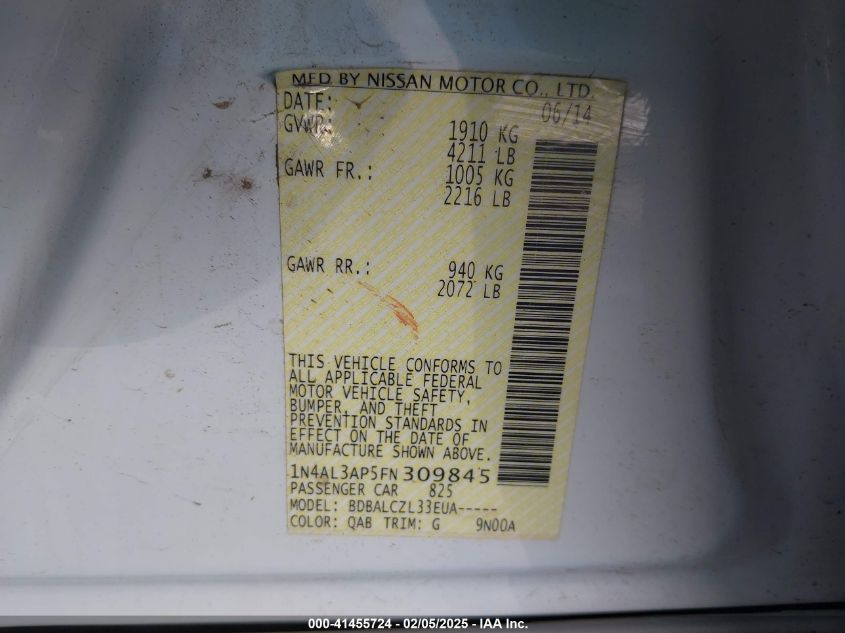 MFD BY NISSAN MOTOR CO., LTD.
DATE: 06/14
GVWR: 1910 KG
4211 LB
GAWR FR.: 1005 KG
2216 LB
GAWR RR.: 940 KG
2072 LB
THIS VEHICLE CONFORMS TO
ALL APPLICABLE FEDERAL
MOTOR VEHICLE SAFETY,
BUMPER, AND THEFT
PREVENTION STANDARDS IN
EFFECT ON THE DATE OF
MANUFACTURE SHOWN ABOVE.
1N4AL3AP5FN309845
PASSENGER CAR 825
MODEL: BDBALCZL33EUA-----
COLOR: QAB TRIM: G 9N00A
000-41455724 - 02/05/2025 - IAA Inc.